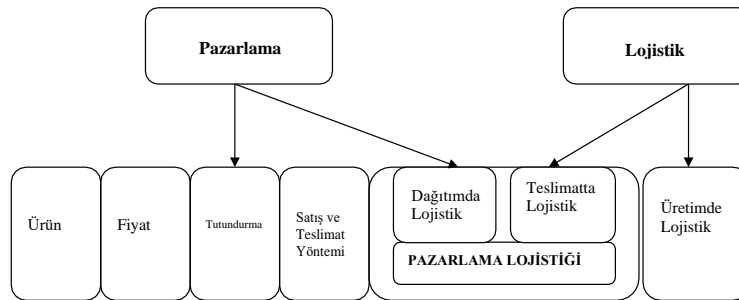 Pazarlama
Lojistik
Ürün
Fiyat
Tutundurma
Satış ve
Teslimat
Yöntemi
Dağıtımda
Lojistik
Teslimatta
Lojistik
PAZARLAMA LOJİSTİĞİ
Üretimde
Lojistik